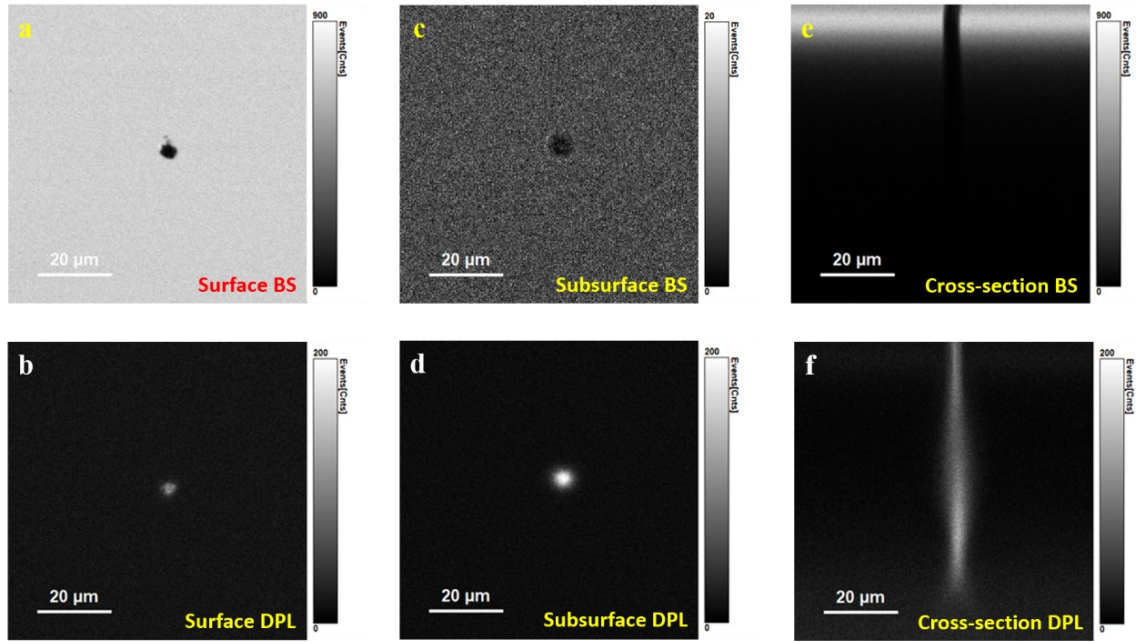 a
900
Events[Cnts]
0
20 μm
Surface BS
c
20
Events[Cnts]
0
20 μm
Subsurface BS
e
900
Events[Cnts]
0
20 μm
Cross-section BS
b
200
Events[Cnts]
0
20 μm
Surface DPL
d
200
Events[Cnts]
0
20 μm
Subsurface DPL
f
200
Events[Cnts]
0
20 μm
Cross-section DPL